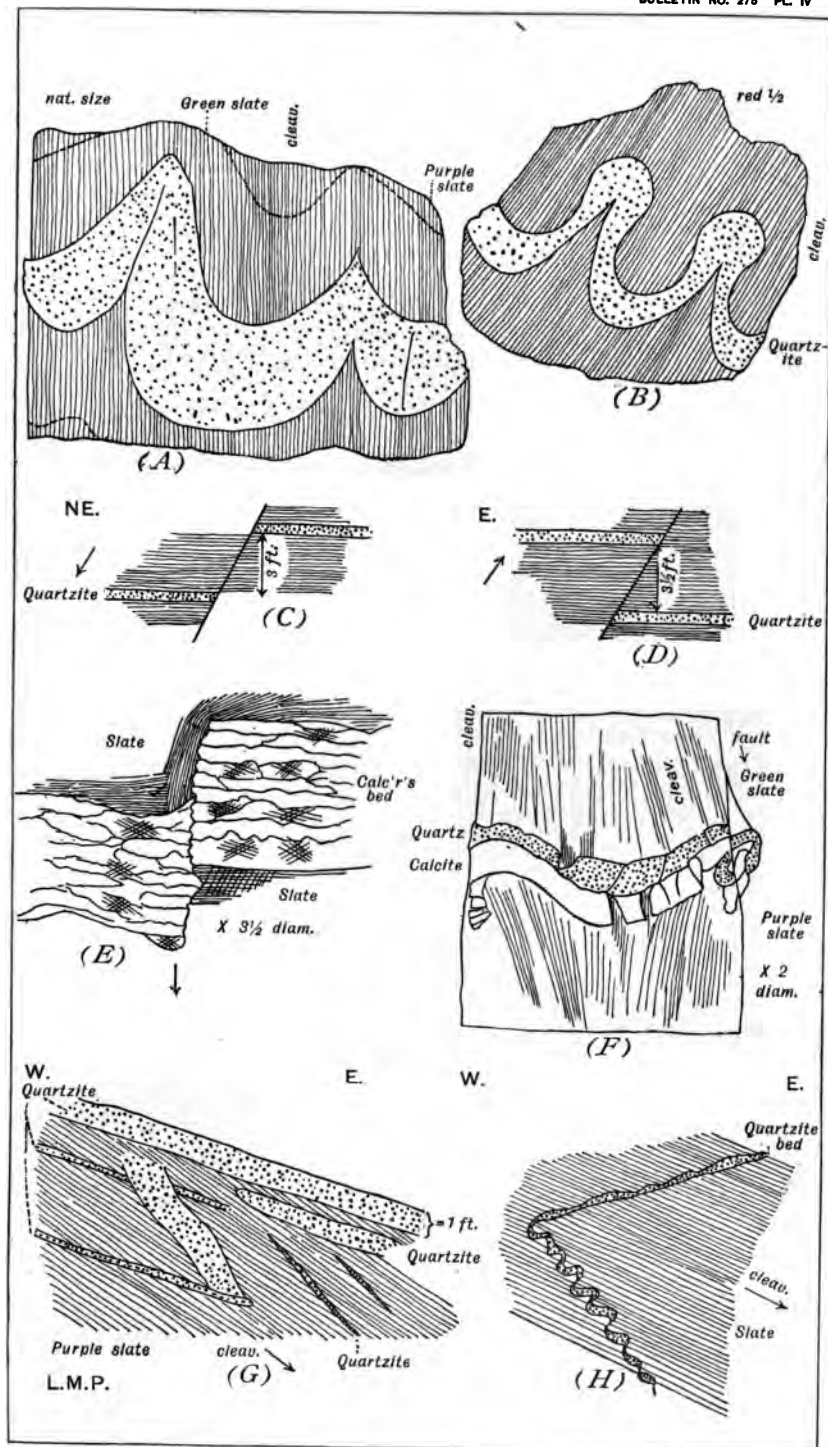 BULLETIN NO. 275 PL. IV
nat. size
Green slate
cleav.
Purple
slate
(A)
red ½
cleav.
Quartz-
ite
(B)
NE.
Quartzite
3 ft.
(C)
E.
3½ ft.
Quartzite
(D)
Slate
Calc'r's
bed
Slate
X 3½ diam.
(E)
cleav.
cleav.
fault
Green
slate
Quartz
Calcite
Purple
slate
X 2
diam.
(F)
W.
E.
Quartzite
=1 ft.
Quartzite
Purple slate
cleav.
Quartzite
(G)
L.M.P.
W.
E.
Quartzite
bed
cleav.
Slate
(H)